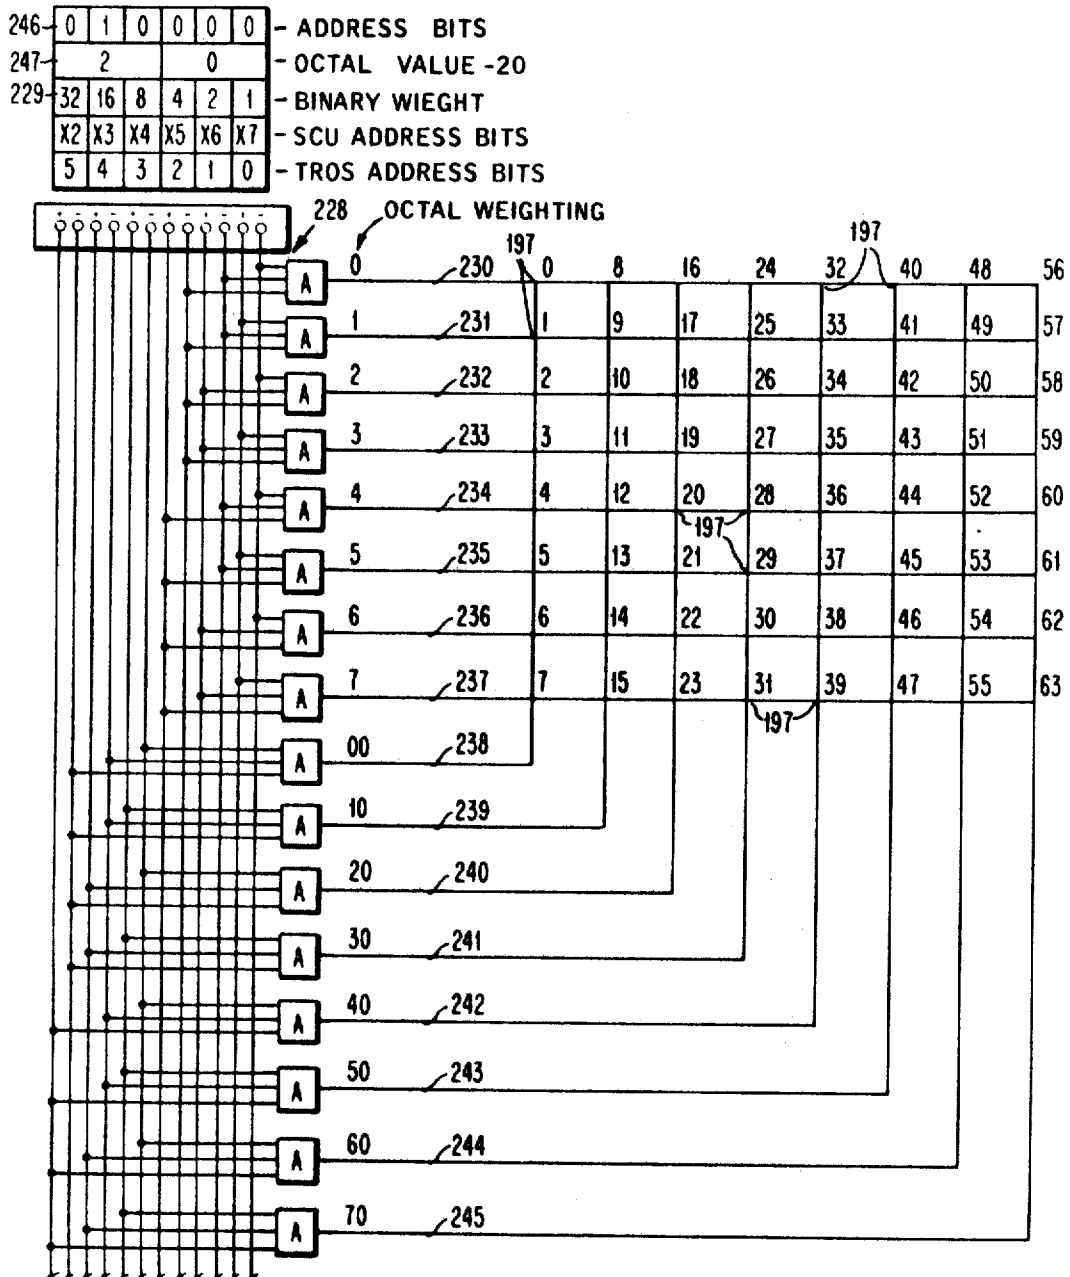 246 0 1 0 0 0 0 - ADDRESS BITS
247 2 0 - OCTAL VALUE -20
229 32 16 8 4 2 1 - BINARY WIEGHT
X2 X3 X4 X5 X6 X7 - SCU ADDRESS BITS
5 4 3 2 1 0 - TROS ADDRESS BITS
+ - + - + - + - + - + -
228 OCTAL WEIGHTING
197 197
A 0 230 0 8 16 24 32 40 48 56
A 1 231 1 9 17 25 33 41 49 57
A 2 232 2 10 18 26 34 42 50 58
A 3 233 3 11 19 27 35 43 51 59
A 4 234 4 12 20 28 36 44 52 60
197
A 5 235 5 13 21 29 37 45 53 61
A 6 236 6 14 22 30 38 46 54 62
A 7 237 7 15 23 31 39 47 55 63
197
A 00 238
A 10 239
A 20 240
A 30 241
A 40 242
A 50 243
A 60 244
A 70 245